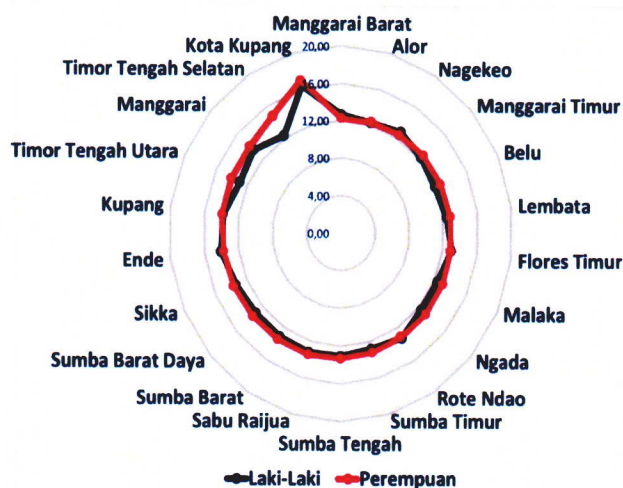 Manggarai Barat
Alor
Nagekeo
Manggarai Timur
Belu
Lembata
Flores Timur
Malaka
Ngada
Rote Ndao
Sumba Timur
Sumba Tengah
Sabu Raijua
Sumba Barat
Sumba Barat Daya
Sikka
Ende
Kupang
Timor Tengah Utara
Manggarai
Timor Tengah Selatan
Kota Kupang
20,00
16,00
12,00
8,00
4,00
0,00
Laki-Laki
Perempuan